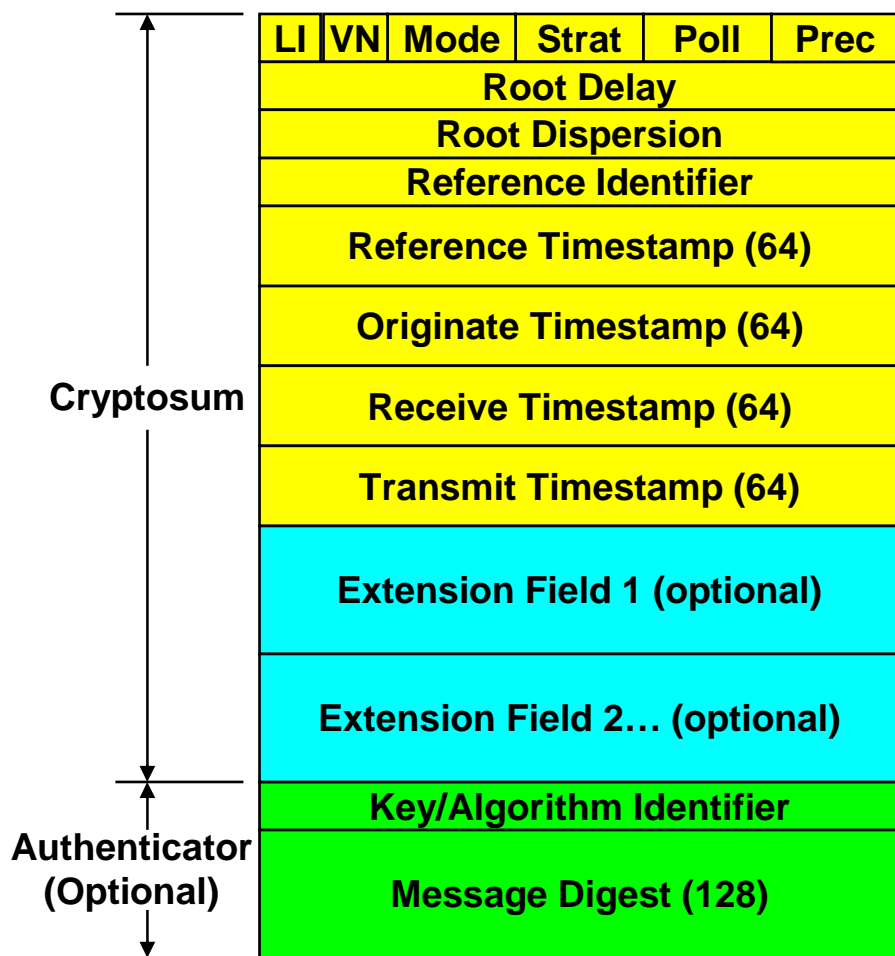 LI VN Mode Strat Poll Prec
Root Delay
Root Dispersion
Reference Identifier
Reference Timestamp (64)
Originate Timestamp (64)
Cryptosum
Receive Timestamp (64)
Transmit Timestamp (64)
Extension Field 1 (optional)
Extension Field 2… (optional)
Key/Algorithm Identifier
Authenticator
(Optional)
Message Digest (128)